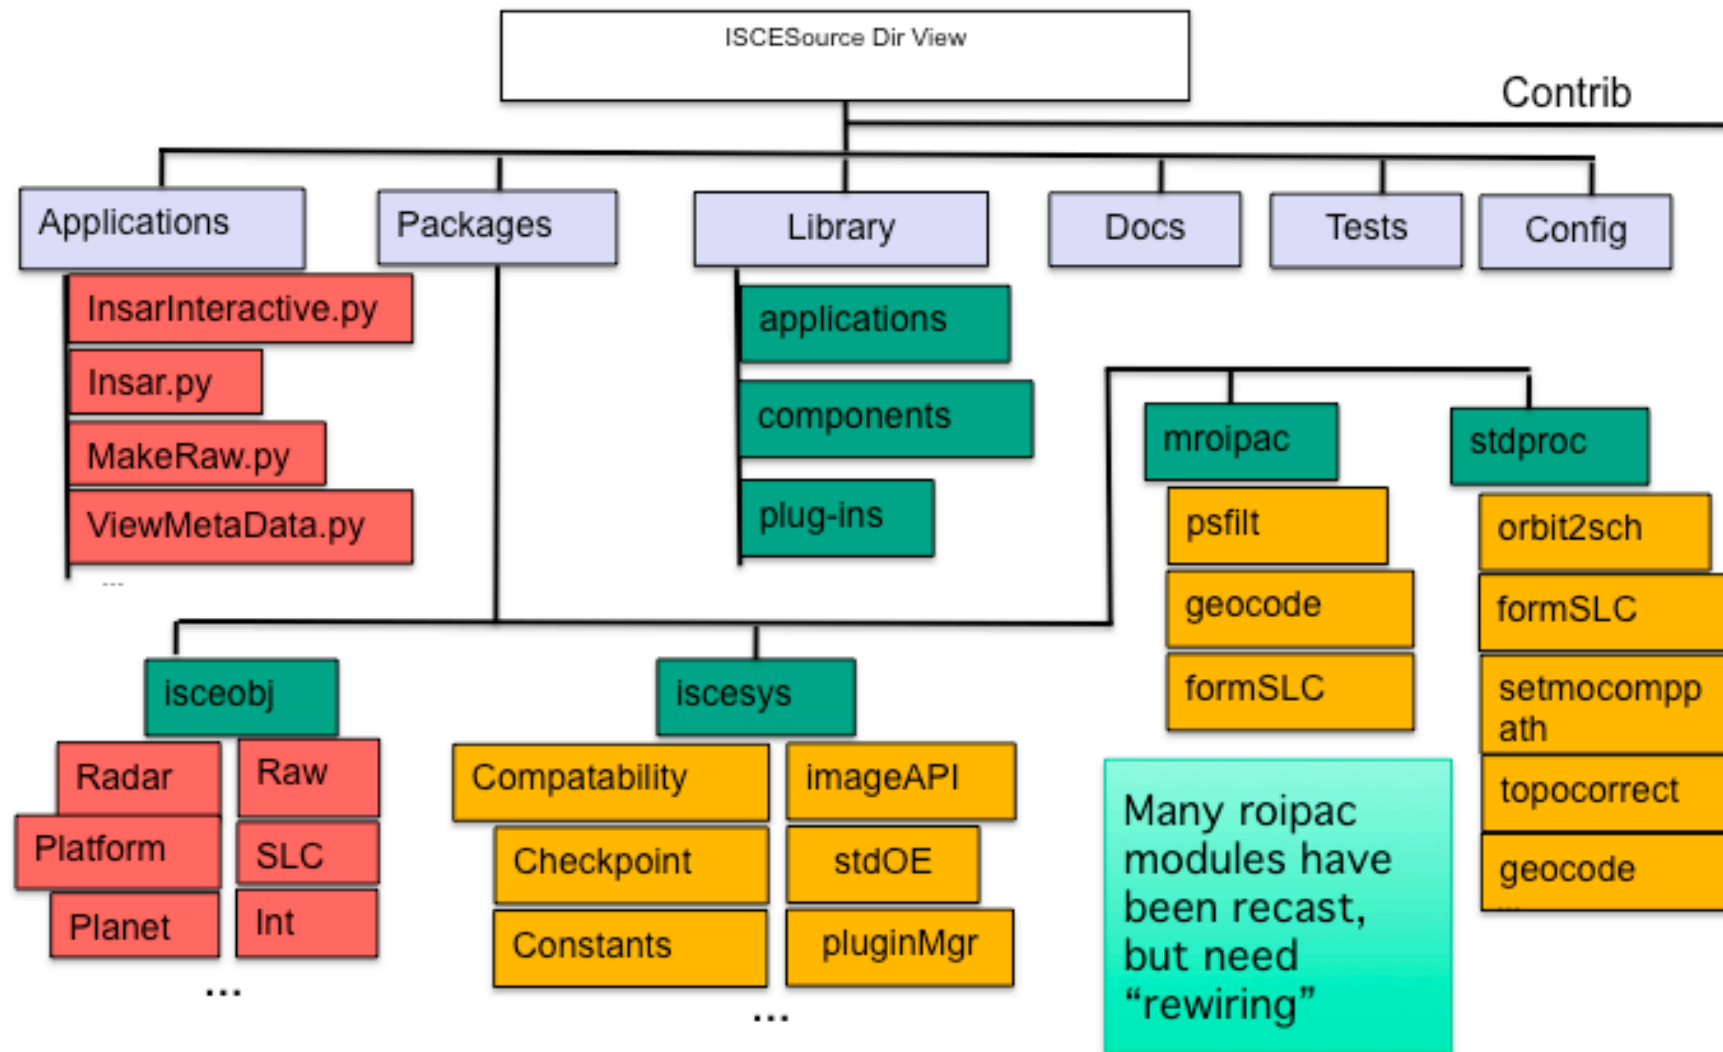 ISCESource Dir View
Contrib
Applications
Packages
Library
Docs
Tests
Config
InsarInteractive.py
Insar.py
MakeRaw.py
ViewMetaData.py
...
applications
components
plug-ins
mroipac
psfilt
geocode
formSLC
stdproc
orbit2sch
formSLC
setmocompp
ath
topocorrect
geocode
...
isceobj
Radar
Raw
Platform
SLC
Planet
Int
...
iscesys
Compatability
imageAPI
Checkpoint
stdOE
Constants
pluginMgr
...
Many roipac
modules have
been recast,
but need
“rewiring”